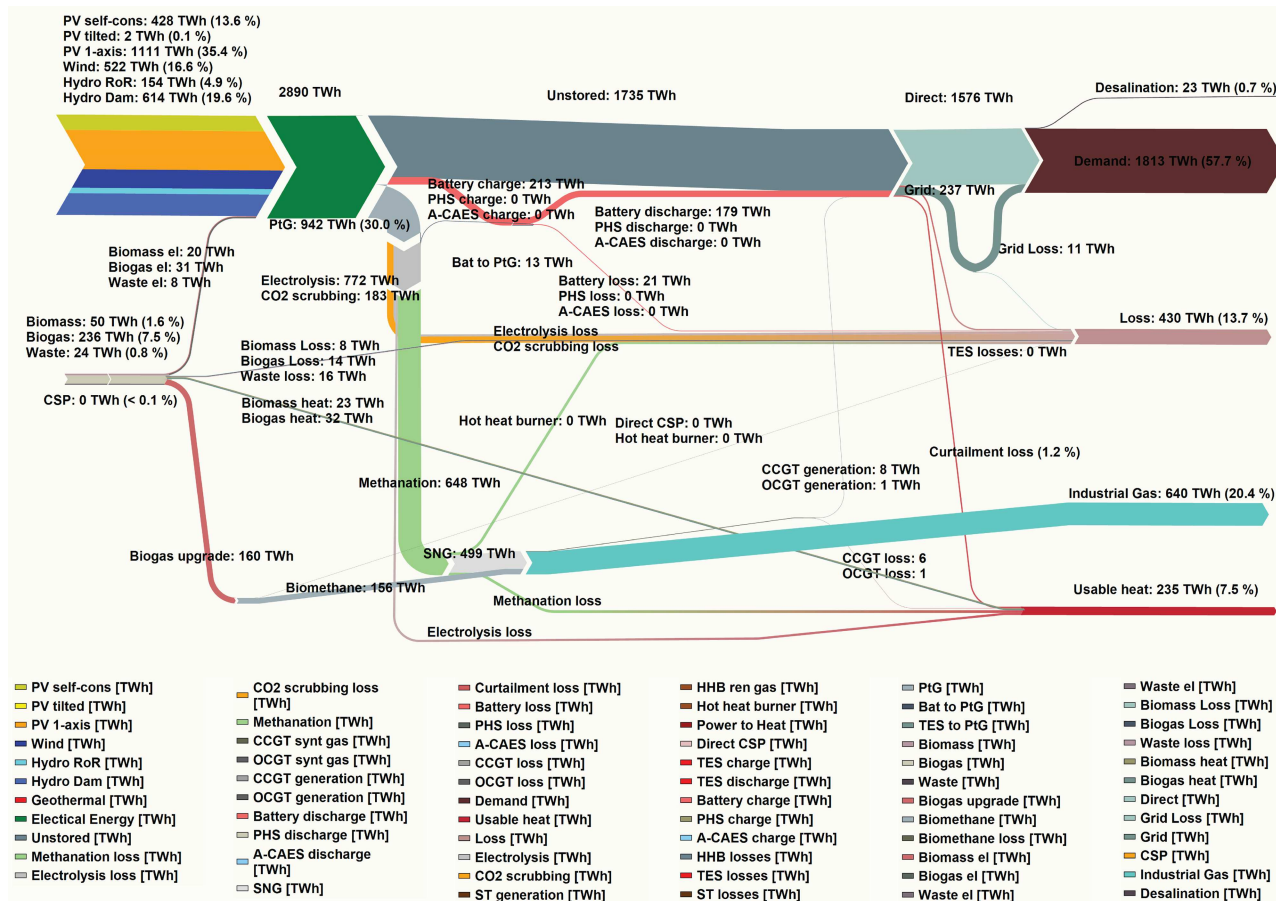 PV self-cons: 428 TWh (13.6 %)
PV tilted: 2 TWh (0.1 %)
PV 1-axis: 1111 TWh (35.4 %)
Wind: 522 TWh (16.6 %)
Hydro RoR: 154 TWh (4.9 %)
Hydro Dam: 614 TWh (19.6 %)
2890 TWh
Unstored: 1735 TWh
Direct: 1576 TWh
Desalination: 23 TWh (0.7 %)
Demand: 1813 TWh (57.7 %)
Battery charge: 213 TWh
PHS charge: 0 TWh
A-CAES charge: 0 TWh
Grid: 237 TWh
Battery discharge: 179 TWh
PHS discharge: 0 TWh
A-CAES discharge: 0 TWh
PtG: 942 TWh (30.0 %)
Biomass el: 20 TWh
Biogas el: 31 TWh
Waste el: 8 TWh
Grid Loss: 11 TWh
Bat to PtG: 13 TWh
Electrolysis: 772 TWh
CO2 scrubbing: 183 TWh
Battery loss: 21 TWh
PHS loss: 0 TWh
A-CAES loss: 0 TWh
Biomass: 50 TWh (1.6 %)
Biogas: 236 TWh (7.5 %)
Waste: 24 TWh (0.8 %)
Loss: 430 TWh (13.7 %)
Electrolysis loss
CO2 scrubbing loss
Biomass Loss: 8 TWh
Biogas Loss: 14 TWh
Waste loss: 16 TWh
TES losses: 0 TWh
CSP: 0 TWh (< 0.1 %)
Biomass heat: 23 TWh
Biogas heat: 32 TWh
Hot heat burner: 0 TWh
Direct CSP: 0 TWh
Hot heat burner: 0 TWh
Curtailment loss (1.2 %)
CCGT generation: 8 TWh
OCGT generation: 1 TWh
Methanation: 648 TWh
Industrial Gas: 640 TWh (20.4 %)
Biogas upgrade: 160 TWh
SNG: 499 TWh
CCGT loss: 6
OCGT loss: 1
Biomethane: 156 TWh
Methanation loss
Usable heat: 235 TWh (7.5 %)
Electrolysis loss
PV self-cons [TWh]
PV tilted [TWh]
PV 1-axis [TWh]
Wind [TWh]
Hydro RoR [TWh]
Hydro Dam [TWh]
Geothermal [TWh]
Electical Energy [TWh]
Unstored [TWh]
Methanation loss [TWh]
Electrolysis loss [TWh]
CO2 scrubbing loss
[TWh]
Methanation [TWh]
CCGT synt gas [TWh]
OCGT synt gas [TWh]
CCGT generation [TWh]
OCGT generation [TWh]
Battery discharge [TWh]
PHS discharge [TWh]
A-CAES discharge
[TWh]
SNG [TWh]
Curtailment loss [TWh]
Battery loss [TWh]
PHS loss [TWh]
A-CAES loss [TWh]
CCGT loss [TWh]
OCGT loss [TWh]
Demand [TWh]
Usable heat [TWh]
Loss [TWh]
Electrolysis [TWh]
CO2 scrubbing [TWh]
ST generation [TWh]
HHB ren gas [TWh]
Hot heat burner [TWh]
Power to Heat [TWh]
Direct CSP [TWh]
TES charge [TWh]
TES discharge [TWh]
Battery charge [TWh]
PHS charge [TWh]
A-CAES charge [TWh]
HHB losses [TWh]
TES losses [TWh]
ST losses [TWh]
PtG [TWh]
Bat to PtG [TWh]
TES to PtG [TWh]
Biomass [TWh]
Biogas [TWh]
Waste [TWh]
Biogas upgrade [TWh]
Biomethane [TWh]
Biomethane loss [TWh]
Biomass el [TWh]
Biogas el [TWh]
Waste el [TWh]
Waste el [TWh]
Biomass Loss [TWh]
Biogas Loss [TWh]
Waste loss [TWh]
Biomass heat [TWh]
Biogas heat [TWh]
Direct [TWh]
Grid Loss [TWh]
Grid [TWh]
CSP [TWh]
Industrial Gas [TWh]
Desalination [TWh]